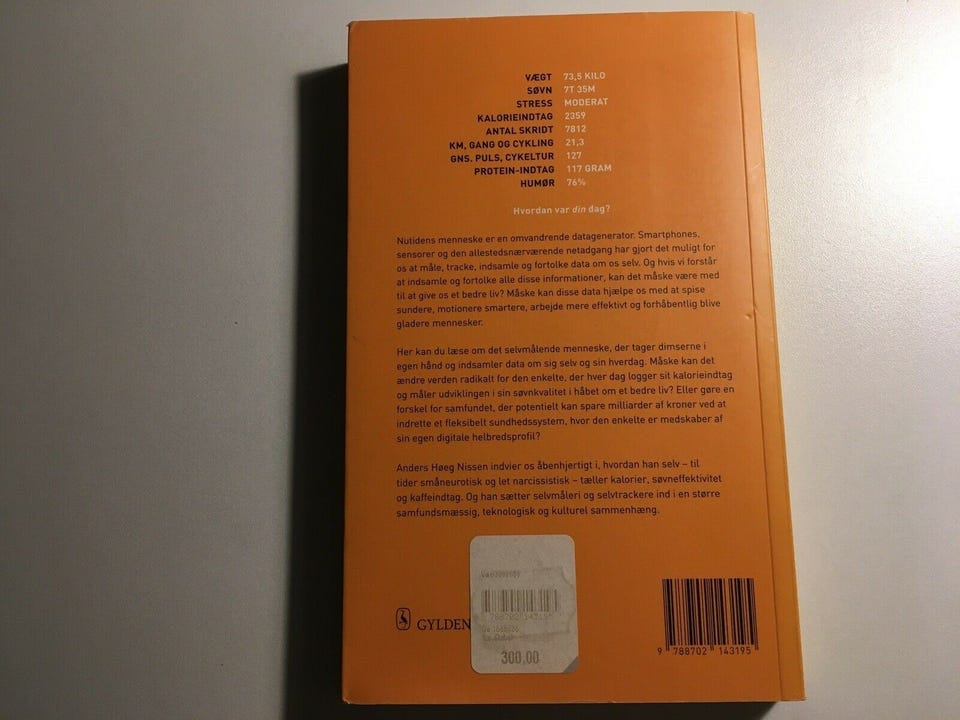 VÆGT 73,5 KILO
SØVN 7T 35M
STRESS MODERAT
KALORIEINDTAG 2359
ANTAL SKRIDT 7812
KM, GANG OG CYKLING 21,3
GNS. PULS, CYKELTUR 127
PROTEIN-INDTAG 117 GRAM
HUMØR 76%
Hvordan var din dag?
Nutidens menneske er en omvandrende datagenerator. Smartphones,
sensorer og den allestedsnærværende netadgang har gjort det muligt for
os at måle, tracke, indsamle og fortolke data om os selv. Og hvis vi forstår
at indsamle og fortolke alle disse informationer, kan det måske være med
til at give os et bedre liv? Måske kan disse data hjælpe os med at spise
sundere, motionere smartere, arbejde mere effektivt og forhåbentlig blive
gladere mennesker.
Her kan du læse om det selvmålende menneske, der tager dimserne i
egen hånd og indsamler data om sig selv og sin hverdag. Måske kan det
ændre verden radikalt for den enkelte, der hver dag logger sit kalorieindtag
og måler udviklingen i sin søvnkvalitet i håbet om et bedre liv? Eller gøre en
forskel for samfundet, der potentielt kan spare milliarder af kroner ved at
indrette et fleksibelt sundhedssystem, hvor den enkelte er medskaber af
sin egen digitale helbredsprofil?
Anders Høeg Nissen indvier os åbenhjertigt i, hvordan han selv – til
tider småneurotisk og let narcissistisk – tæller kalorier, søvneffektivitet
og kaffeindtag. Og han sætter selvmåleri og selvtrackere ind i en større
samfundsmæssig, teknologisk og kulturel sammenhæng.
GYLDEN
300,00
9 788702 143195